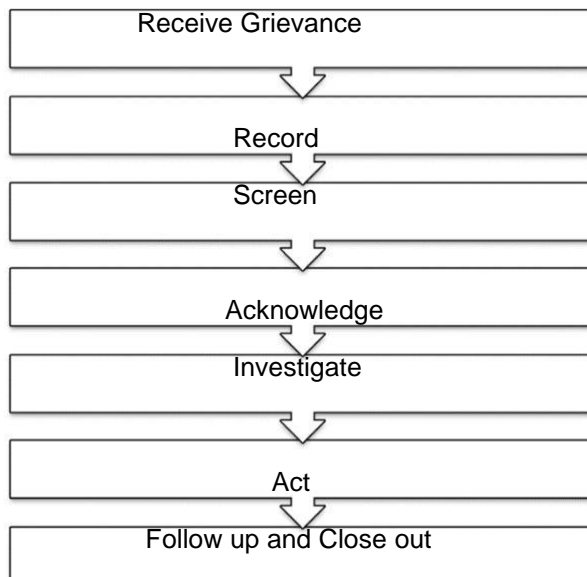 Receive Grievance
Record
Screen
Acknowledge
Investigate
Act
Follow up and Close out